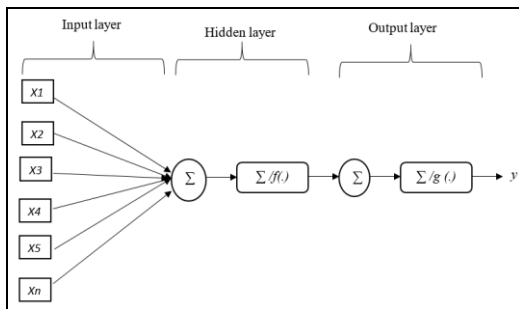 Input layer
Hidden layer
Output layer
X1
X2
X3
X4
X5
Xn
Σ
Σ/f(.)
Σ
Σ/g (.)
y